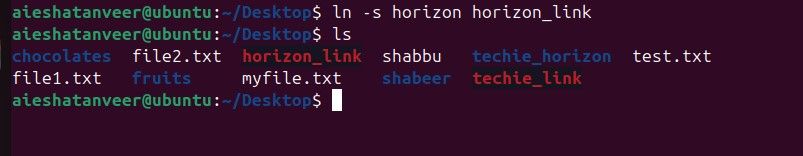 aieshatanveer@ubuntu:~/Desktop$ ln -s horizon horizon_link
aieshatanveer@ubuntu:~/Desktop$ ls
chocolates file2.txt horizon_link shabbu techie_horizon test.txt
file1.txt fruits myfile.txt shabeer techie_link
aieshatanveer@ubuntu:~/Desktop$